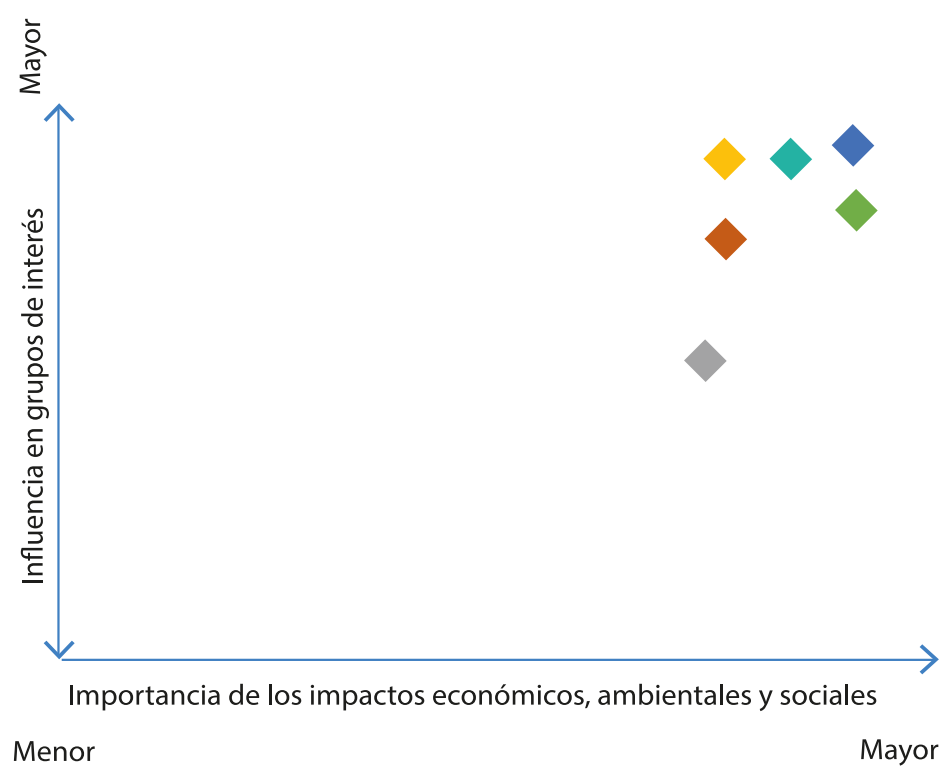 Mayor
Influencia en grupos de interés
Importancia de los impactos económicos, ambientales y sociales
Menor
Mayor